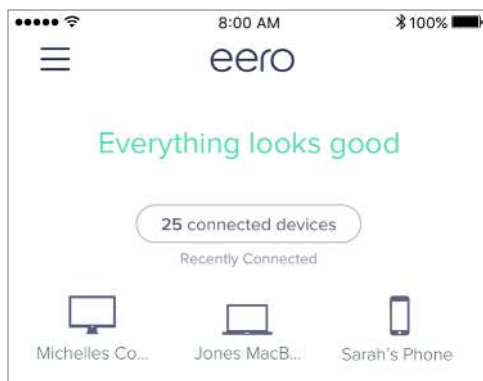 8:00 AM 100%
eero
Everything looks good
25 connected devices
Recently Connected
Michelles Co... Jones MacB... Sarah's Phone